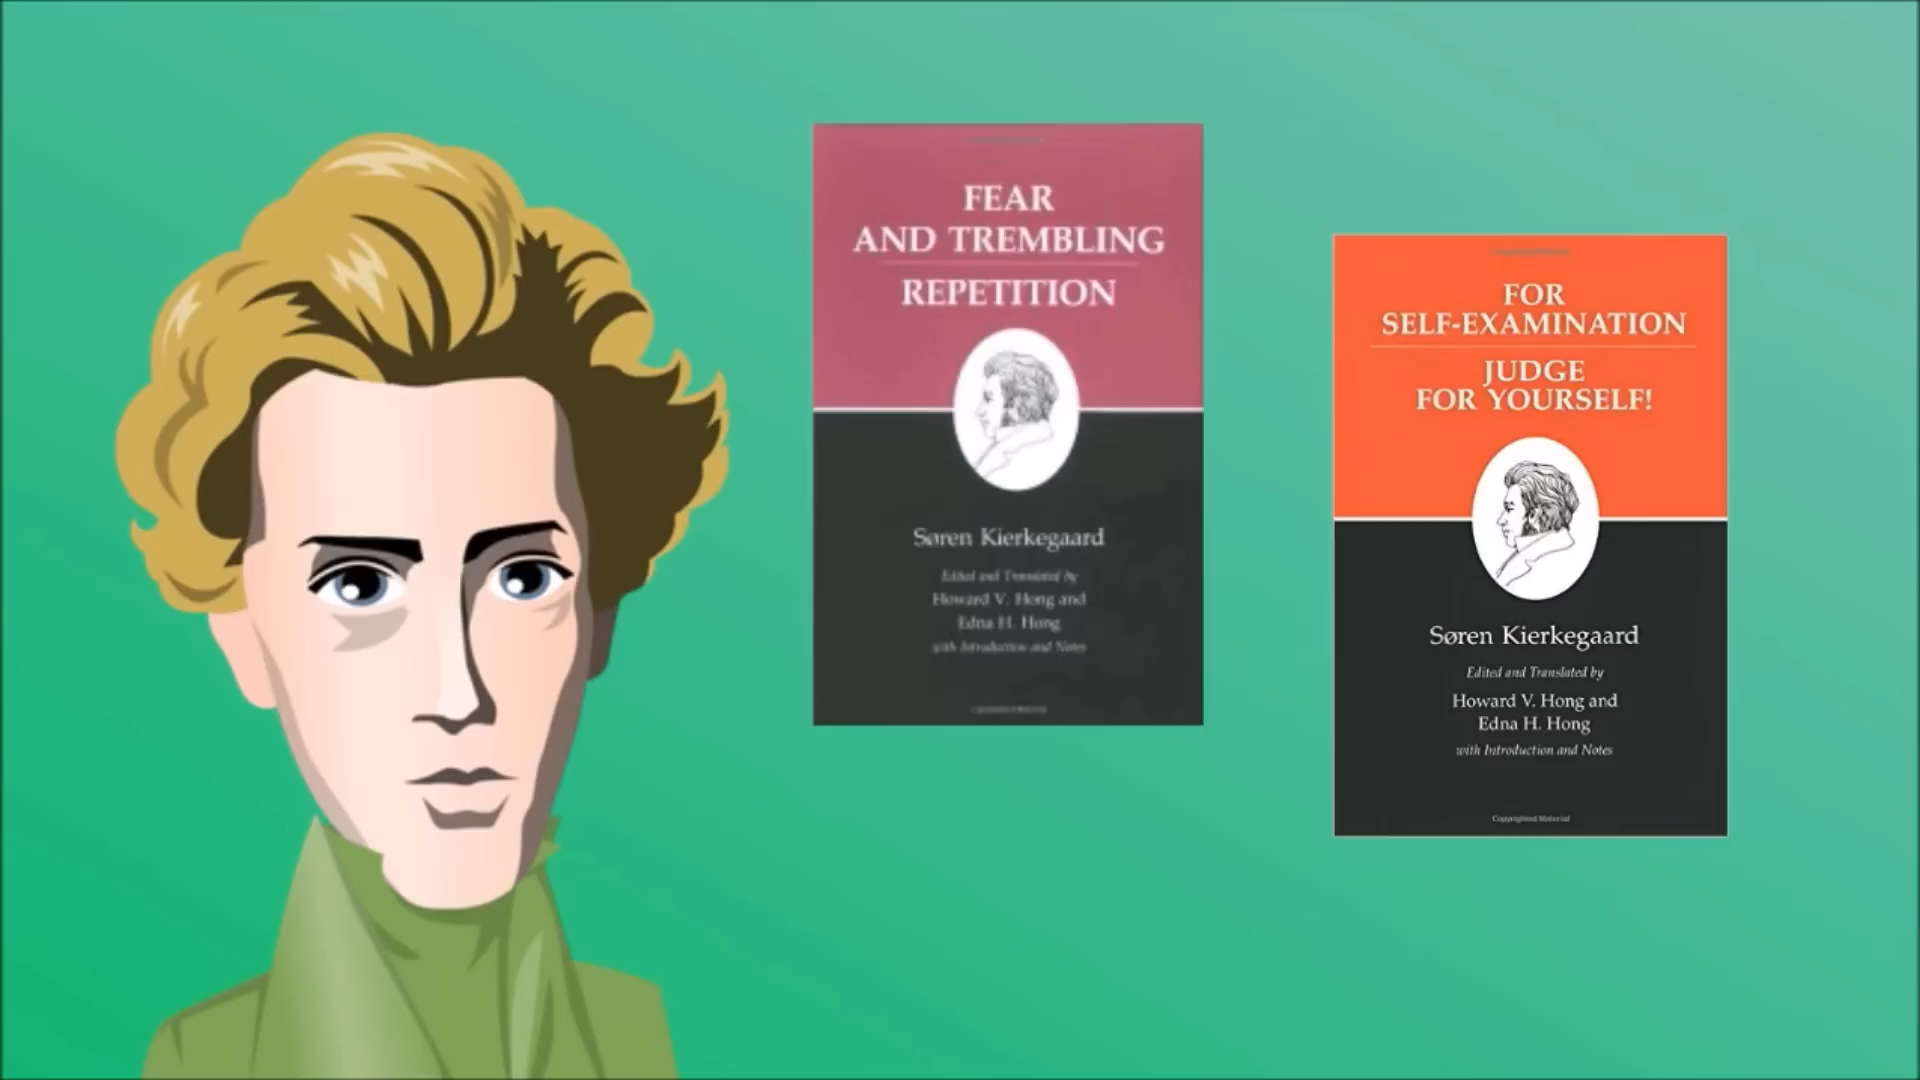 FEAR
AND TREMBLING
REPETITION
Søren Kierkegaard
Edited and Translated by
Howard V. Hong and
Edna H. Hong
with Introduction and Notes
FOR
SELF-EXAMINATION
JUDGE
FOR YOURSELF!
Søren Kierkegaard
Edited and Translated by
Howard V. Hong and
Edna H. Hong
with Introduction and Notes
Copyrighted Material